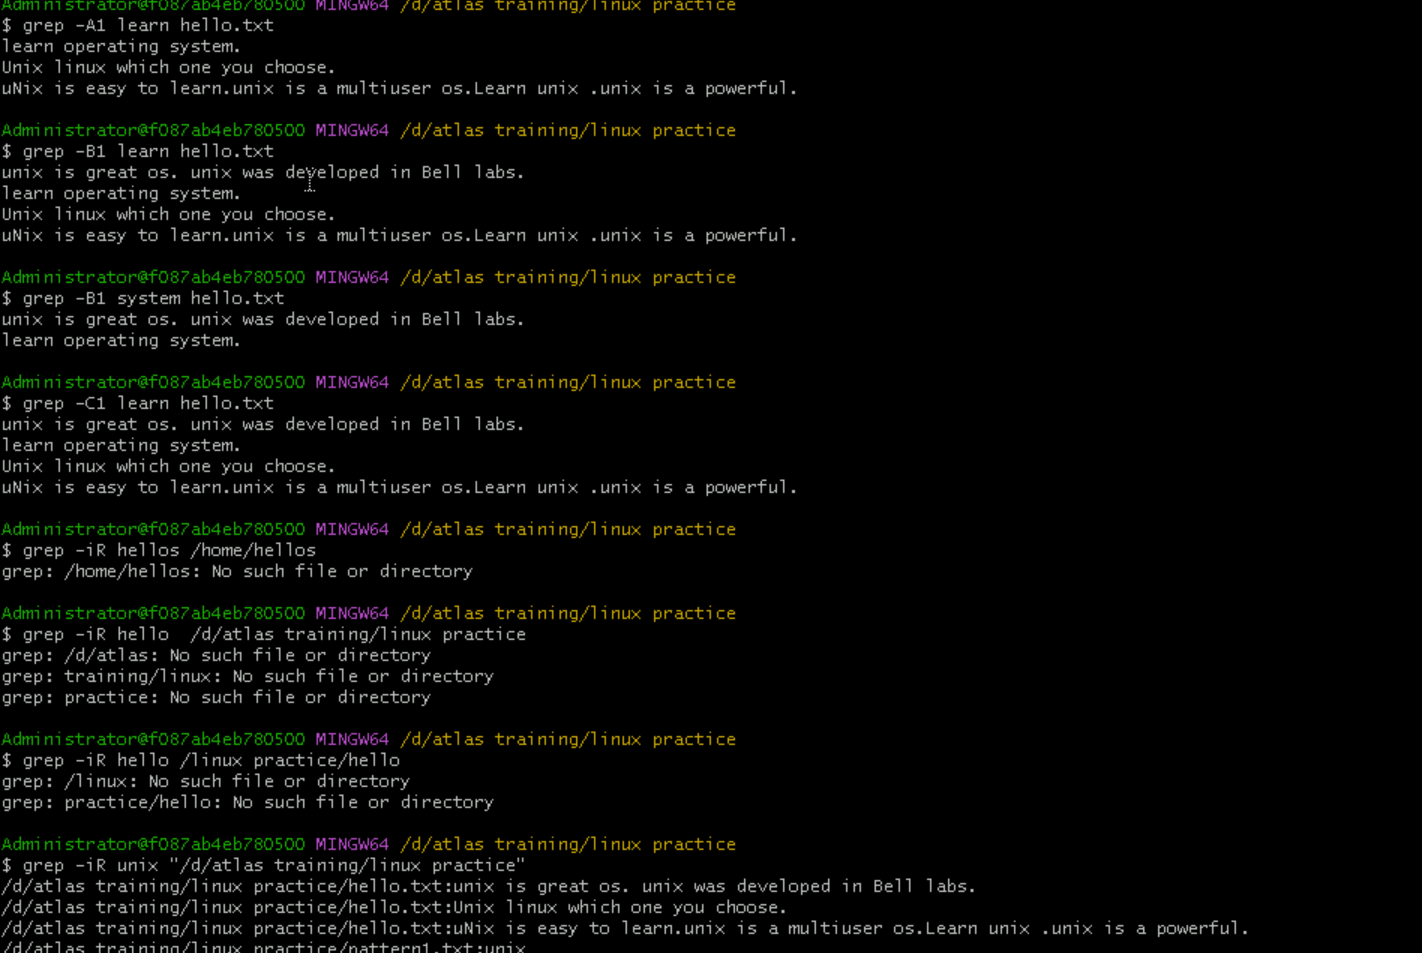 Administrator@f087ab4eb780500 MINGW64 /d/atlas training/linux practice
$ grep -A1 learn hello.txt
learn operating system.
Unix linux which one you choose.
uNix is easy to learn.unix is a multiuser os.Learn unix .unix is a powerful.
Administrator@f087ab4eb780500 MINGW64 /d/atlas training/linux practice
$ grep -B1 learn hello.txt
unix is great os. unix was developed in Bell labs.
learn operating system.
Unix linux which one you choose.
uNix is easy to learn.unix is a multiuser os.Learn unix .unix is a powerful.
Administrator@f087ab4eb780500 MINGW64 /d/atlas training/linux practice
$ grep -B1 system hello.txt
unix is great os. unix was developed in Bell labs.
learn operating system.
Administrator@f087ab4eb780500 MINGW64 /d/atlas training/linux practice
$ grep -C1 learn hello.txt
unix is great os. unix was developed in Bell labs.
learn operating system.
Unix linux which one you choose.
uNix is easy to learn.unix is a multiuser os.Learn unix .unix is a powerful.
Administrator@f087ab4eb780500 MINGW64 /d/atlas training/linux practice
$ grep -iR hellos /home/hellos
grep: /home/hellos: No such file or directory
Administrator@f087ab4eb780500 MINGW64 /d/atlas training/linux practice
$ grep -iR hello  /d/atlas training/linux practice
grep: /d/atlas: No such file or directory
grep: training/linux: No such file or directory
grep: practice: No such file or directory
Administrator@f087ab4eb780500 MINGW64 /d/atlas training/linux practice
$ grep -iR hello /linux practice/hello
grep: /linux: No such file or directory
grep: practice/hello: No such file or directory
Administrator@f087ab4eb780500 MINGW64 /d/atlas training/linux practice
$ grep -iR unix "/d/atlas training/linux practice"
/d/atlas training/linux practice/hello.txt:unix is great os. unix was developed in Bell labs.
/d/atlas training/linux practice/hello.txt:Unix linux which one you choose.
/d/atlas training/linux practice/hello.txt:uNix is easy to learn.unix is a multiuser os.Learn unix .unix is a powerful.
/d/atlas training/linux practice/pattern1.txt:unix